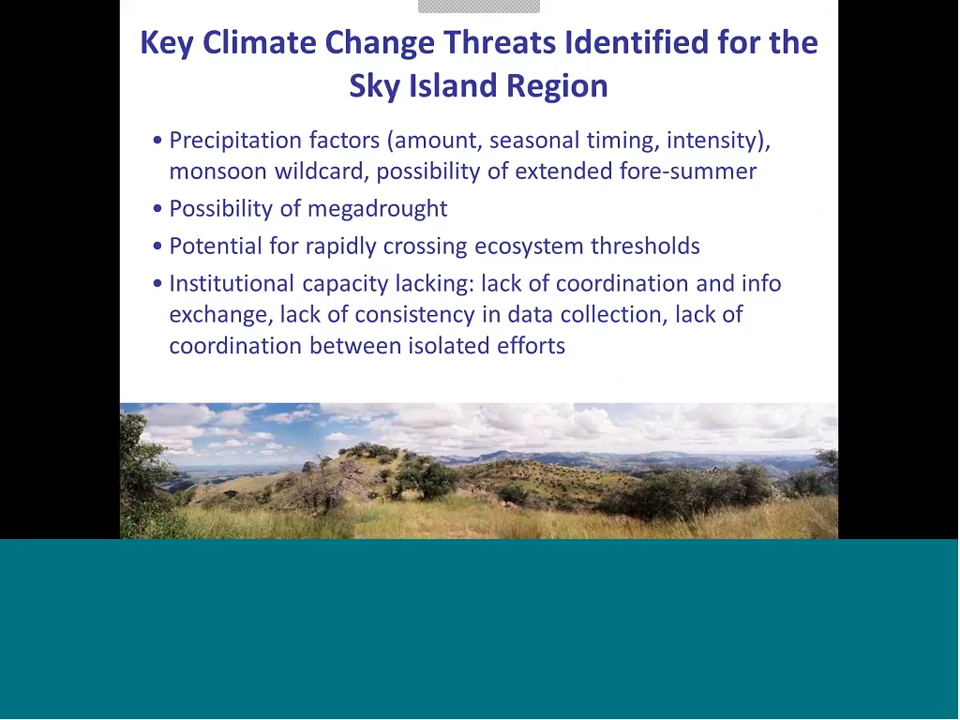 Key Climate Change Threats Identified for the
Sky Island Region
• Precipitation factors (amount, seasonal timing, intensity),
monsoon wildcard, possibility of extended fore-summer
• Possibility of megadrought
• Potential for rapidly crossing ecosystem thresholds
• Institutional capacity lacking: lack of coordination and info
exchange, lack of consistency in data collection, lack of
coordination between isolated efforts